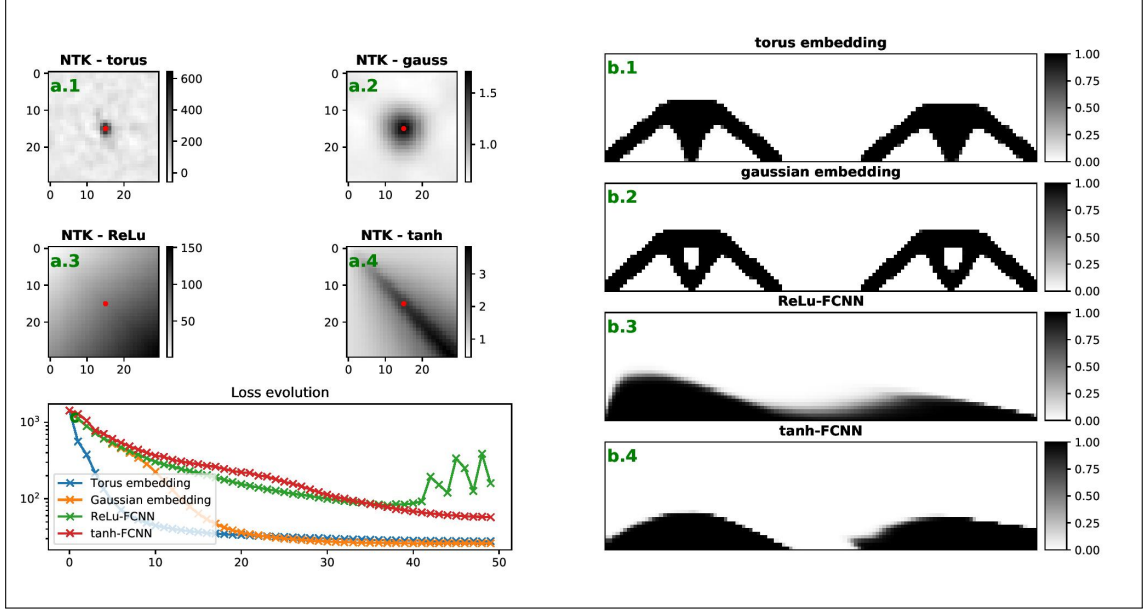 NTK - torus
a.1
0
10
20
0
20
600
400
200
0
NTK - gauss
a.2
0
10
20
0
20
1.5
1.0
NTK - ReLu
a.3
0
10
20
0
20
150
100
50
NTK - tanh
a.4
0
10
20
0
20
3
2
1
Loss evolution
10³
10²
Torus embedding
Gaussian embedding
ReLu-FCNN
tanh-FCNN
0
10
20
30
40
50
torus embedding
b.1
1.00
0.75
0.50
0.25
0.00
gaussian embedding
b.2
1.00
0.75
0.50
0.25
0.00
ReLu-FCNN
b.3
1.00
0.75
0.50
0.25
0.00
tanh-FCNN
b.4
1.00
0.75
0.50
0.25
0.00